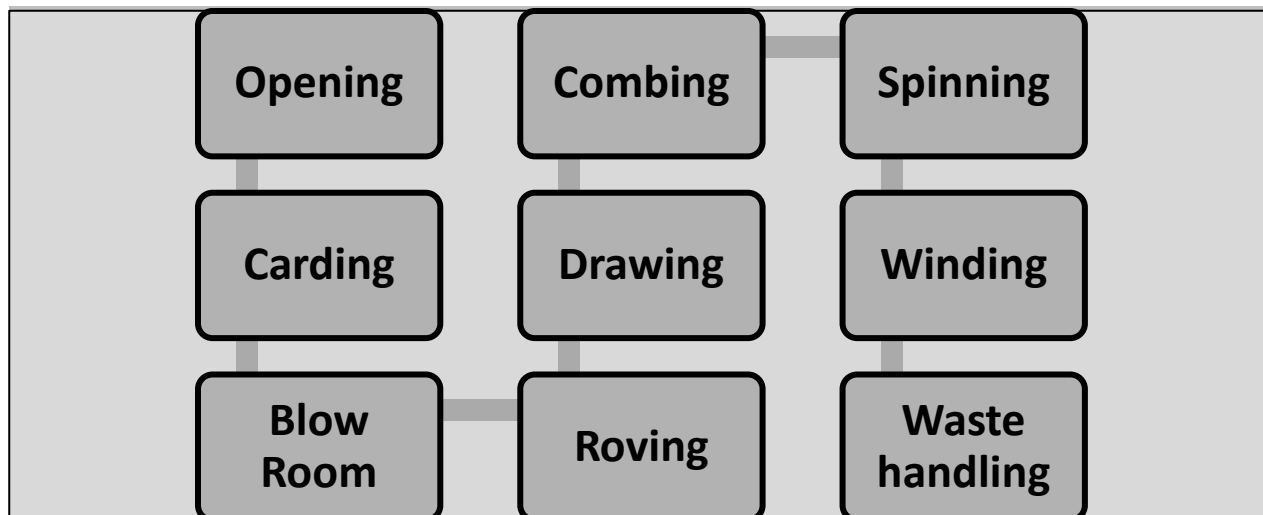 Opening
Carding
Blow
Room
Roving
Drawing
Combing
Spinning
Winding
Waste
handling